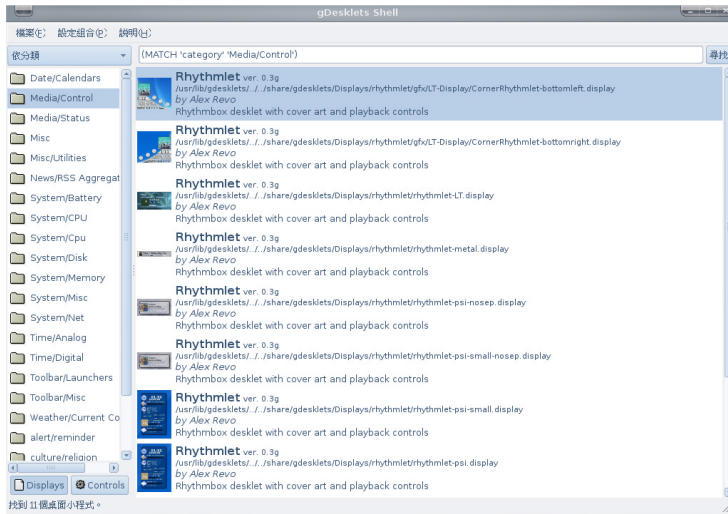 gDesklets Shell
檔案(F) 設定組合(P) 說明(H)
依分類
(MATCH 'category' 'Media/Control')
尋找
Date/Calendars
Media/Control
Media/Status
Misc
Misc/Utilities
News/RSS Aggregat
System/Battery
System/CPU
System/Cpu
System/Disk
System/Memory
System/Misc
System/Net
Time/Analog
Time/Digital
Toolbar/Launchers
Toolbar/Misc
Weather/Current Co
alert/reminder
culture/religion
Displays
Controls
Rhythmlet ver. 0.3g
/usr/lib/gdesklets/../../share/gdesklets/Displays/rhythmlet/gfx/LT-Display/CornerRhythmlet-bottomleft.display
by Alex Revo
Rhythmbox desklet with cover art and playback controls
Rhythmlet ver. 0.3g
/usr/lib/gdesklets/../../share/gdesklets/Displays/rhythmlet/gfx/LT-Display/CornerRhythmlet-bottomright.display
by Alex Revo
Rhythmbox desklet with cover art and playback controls
Rhythmlet ver. 0.3g
/usr/lib/gdesklets/../../share/gdesklets/Displays/rhythmlet/rhythmlet-LT.display
by Alex Revo
Rhythmbox desklet with cover art and playback controls
Rhythmlet ver. 0.3g
/usr/lib/gdesklets/../../share/gdesklets/Displays/rhythmlet/rhythmlet-metal.display
by Alex Revo
Rhythmbox desklet with cover art and playback controls
Rhythmlet ver. 0.3g
/usr/lib/gdesklets/../../share/gdesklets/Displays/rhythmlet/rhythmlet-psi-nosep.display
by Alex Revo
Rhythmbox desklet with cover art and playback controls
Rhythmlet ver. 0.3g
/usr/lib/gdesklets/../../share/gdesklets/Displays/rhythmlet/rhythmlet-psi-small-nosep.display
by Alex Revo
Rhythmbox desklet with cover art and playback controls
Rhythmlet ver. 0.3g
/usr/lib/gdesklets/../../share/gdesklets/Displays/rhythmlet/rhythmlet-psi-small.display
by Alex Revo
Rhythmbox desklet with cover art and playback controls
Rhythmlet ver. 0.3g
/usr/lib/gdesklets/../../share/gdesklets/Displays/rhythmlet/rhythmlet-psi.display
by Alex Revo
Rhythmbox desklet with cover art and playback controls
找到 11個桌面小程式。